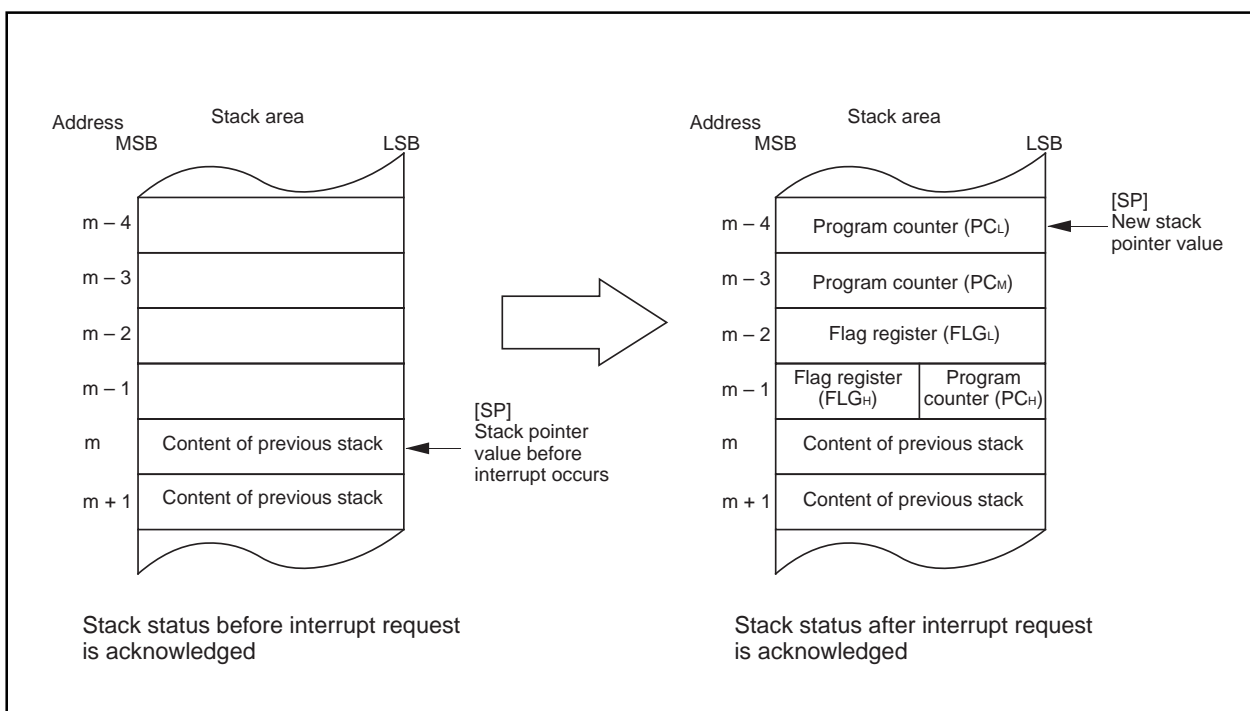 Stack area
Address
MSB
LSB
m – 4
m – 3
m – 2
m – 1
m
Content of previous stack
m + 1
Content of previous stack
[SP]
Stack pointer
value before
interrupt occurs
Stack status before interrupt request
is acknowledged
Stack area
Address
MSB
LSB
m – 4
Program counter (PCL)
m – 3
Program counter (PCM)
m – 2
Flag register (FLGL)
m – 1
Flag register
(FLGH)
Program
counter (PCH)
m
Content of previous stack
m + 1
Content of previous stack
[SP]
New stack
pointer value
Stack status after interrupt request
is acknowledged